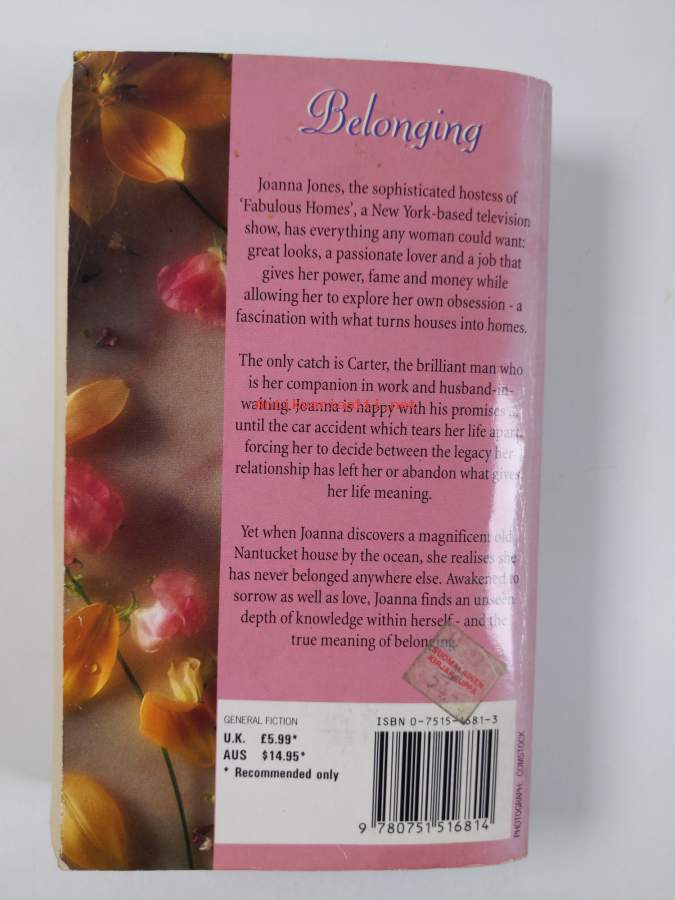 Belonging
Joanna Jones, the sophisticated hostess of
'Fabulous Homes', a New York-based television
show, has everything any woman could want:
great looks, a passionate lover and a job that
gives her power, fame and money while
allowing her to explore her own obsession - a
fascination with what turns houses into homes.
The only catch is Carter, the brilliant man who
is her companion in work and husband-in-
waiting. Joanna is happy with his promises
until the car accident which tears her life apart,
forcing her to decide between the legacy her
relationship has left her or abandon what gives
her life meaning.
Yet when Joanna discovers a magnificent old
Nantucket house by the ocean, she realises she
has never belonged anywhere else. Awakened to
sorrow as well as love, Joanna finds an unseen
depth of knowledge within herself - and the
true meaning of belonging.
SUOMALAINEN
KIRJAKAUPPA
GENERAL FICTION
U.K. £5.99*
AUS $14.95*
* Recommended only
ISBN 0-7515-1681-3
9 780751 516814
PHOTOGRAPH: COMSTOCK